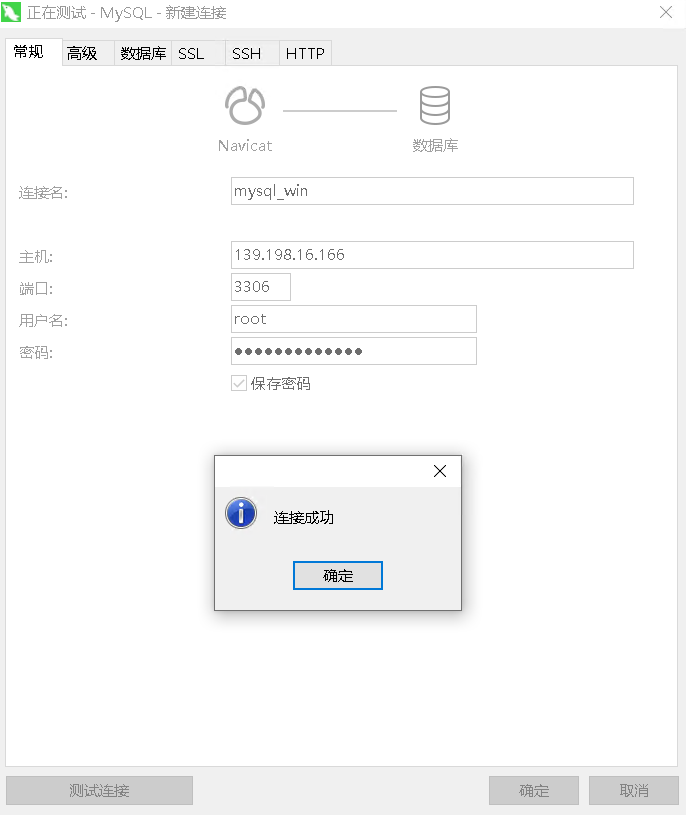 正在测试 - MySQL - 新建连接
常规 高级 数据库 SSL SSH HTTP
Navicat 数据库
连接名: mysql_win
主机: 139.198.16.166
端口: 3306
用户名: root
密码: ●●●●●●●●●●●●●
保存密码
连接成功
确定
测试连接 确定 取消